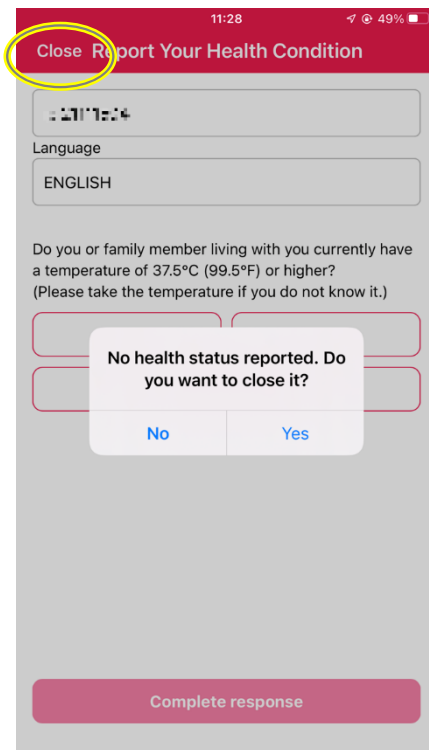 11:28 49%
Close Report Your Health Condition
Language
ENGLISH
Do you or family member living with you currently have
a temperature of 37.5°C (99.5°F) or higher?
(Please take the temperature if you do not know it.)
No health status reported. Do
you want to close it?
No Yes
Complete response